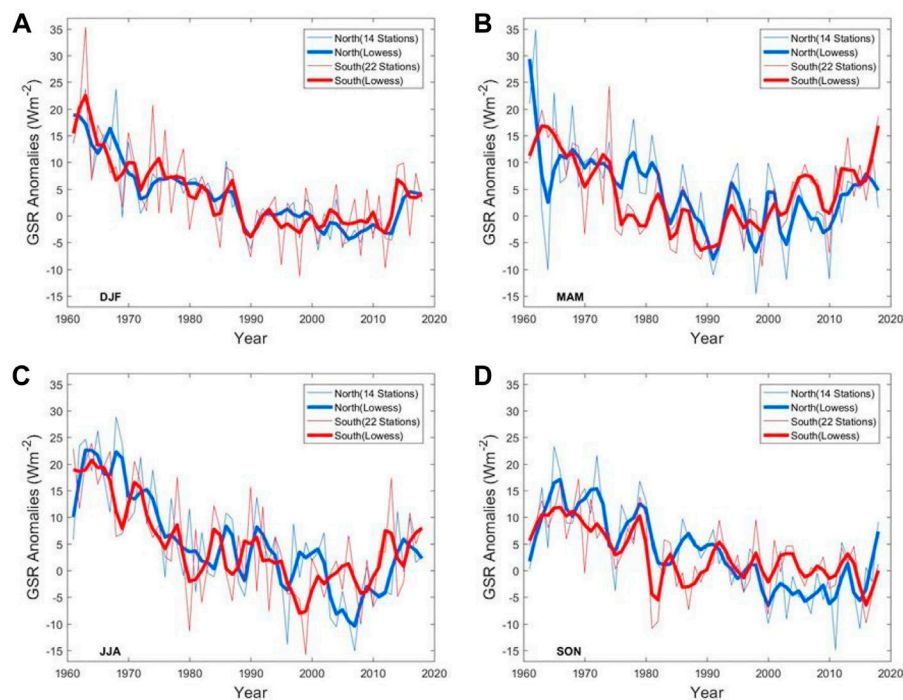 A
GSR Anomalies (Wm-2)
35
30
25
20
15
10
5
0
-5
-10
-15
North(14 Stations)
North(Lowess)
South(22 Stations)
South(Lowess)
DJF
1960 1970 1980 1990 2000 2010 2020
Year
B
GSR Anomalies (Wm-2)
35
30
25
20
15
10
5
0
-5
-10
-15
North(14 Stations)
North(Lowess)
South(22 Stations)
South(Lowess)
MAM
1960 1970 1980 1990 2000 2010 2020
Year
C
GSR Anomalies (Wm-2)
35
30
25
20
15
10
5
0
-5
-10
-15
North(14 Stations)
North(Lowess)
South(22 Stations)
South(Lowess)
JJA
1960 1970 1980 1990 2000 2010 2020
Year
D
GSR Anomalies (Wm-2)
35
30
25
20
15
10
5
0
-5
-10
-15
North(14 Stations)
North(Lowess)
South(22 Stations)
South(Lowess)
SON
1960 1970 1980 1990 2000 2010 2020
Year